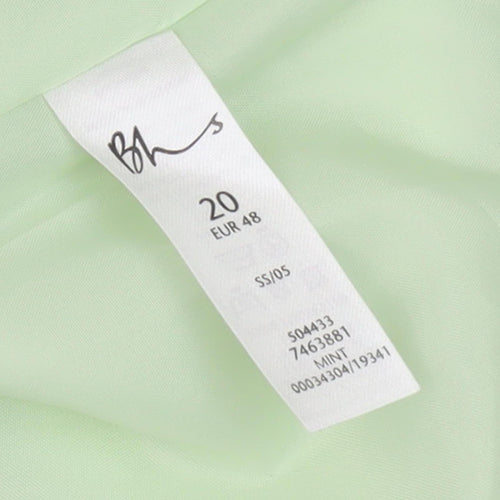 Bhs
20
EUR 48
SS/05
S04433
7463881
MINT
00034304/19341